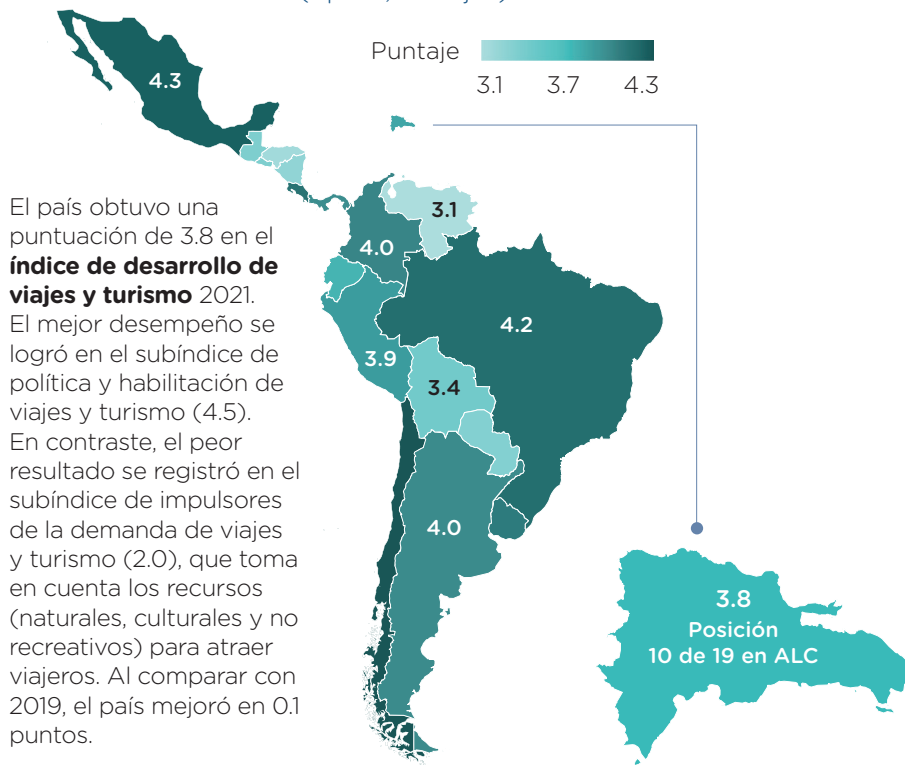 Puntaje
3.1 3.7 4.3
4.3
3.1
4.0
4.2
3.9
3.4
4.0
El país obtuvo una
puntuación de 3.8 en el
índice de desarrollo de
viajes y turismo 2021.
El mejor desempeño se
logró en el subíndice de
política y habilitación de
viajes y turismo (4.5).
En contraste, el peor
resultado se registró en el
subíndice de impulsores
de la demanda de viajes
y turismo (2.0), que toma
en cuenta los recursos
(naturales, culturales y no
recreativos) para atraer
viajeros. Al comparar con
2019, el país mejoró en 0.1
puntos.
3.8
Posición
10 de 19 en ALC